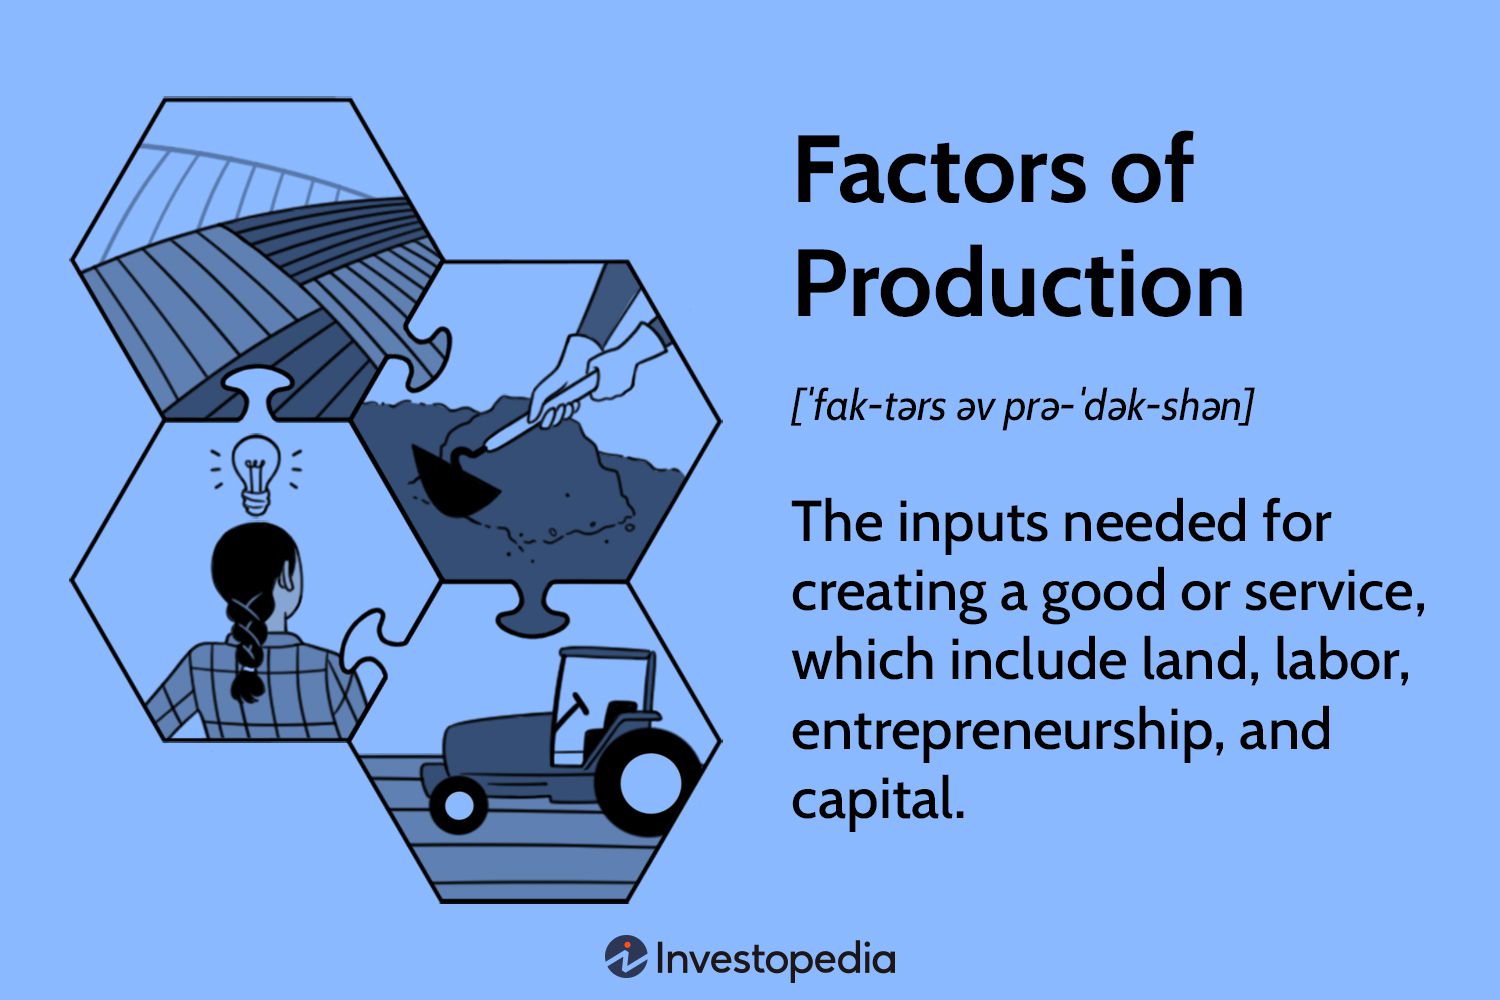 Factors of
Production
[ˈfak-tərs əv prə-ˈdək-shən]
The inputs needed for
creating a good or service,
which include land, labor,
entrepreneurship, and
capital.
Investopedia